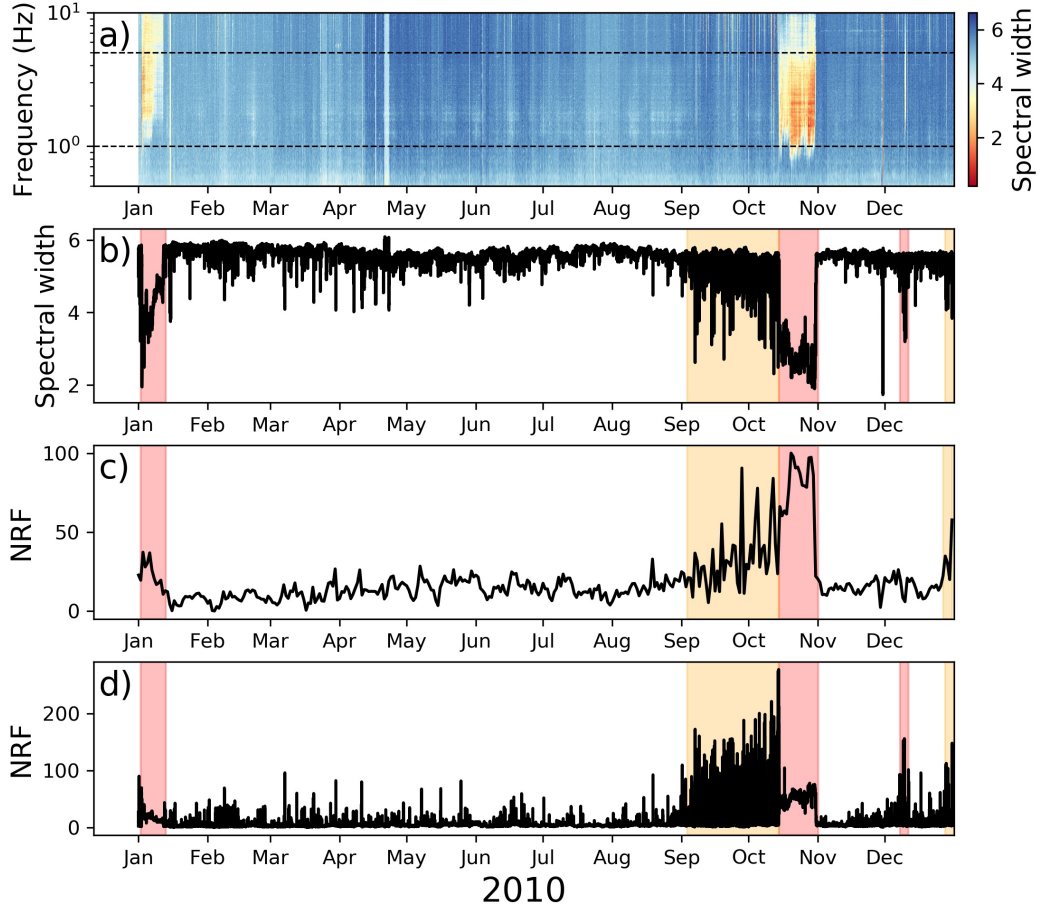 a)
Frequency (Hz)
10¹
10⁰
Jan Feb Mar Apr May Jun Jul Aug Sep Oct Nov Dec
6
4
2
Spectral width
b)
Spectral width
6
4
2
Jan Feb Mar Apr May Jun Jul Aug Sep Oct Nov Dec
c)
NRF
100
50
0
Jan Feb Mar Apr May Jun Jul Aug Sep Oct Nov Dec
d)
NRF
200
100
0
Jan Feb Mar Apr May Jun Jul Aug Sep Oct Nov Dec
2010